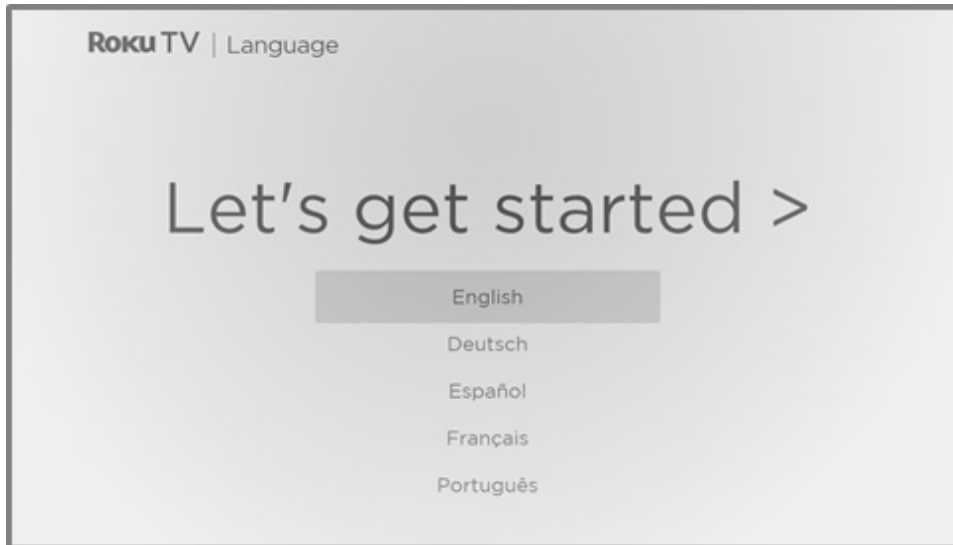 Roku TV | Language
Let's get started >
English
Deutsch
Español
Français
Português